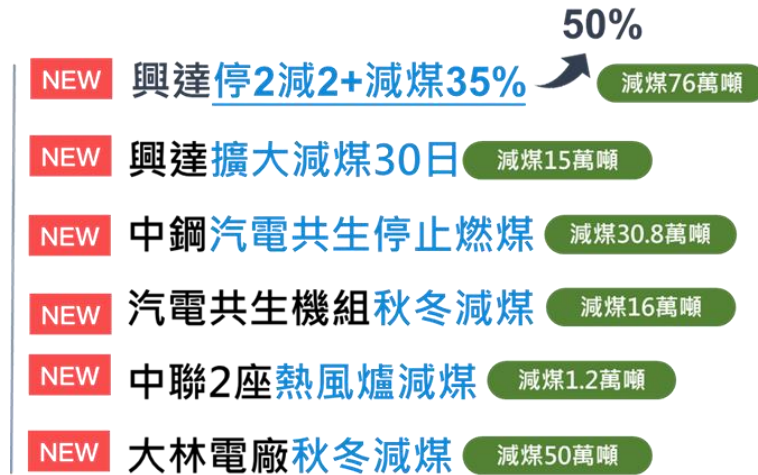 50%
NEW 興達停2減2+減煤35% 減煤76萬噸
NEW 興達擴大減煤30日 減煤15萬噸
NEW 中鋼汽電共生停止燃煤 減煤30.8萬噸
NEW 汽電共生機組秋冬減煤 減煤16萬噸
NEW 中聯2座熱風爐減煤 減煤1.2萬噸
NEW 大林電廠秋冬減煤 減煤50萬噸